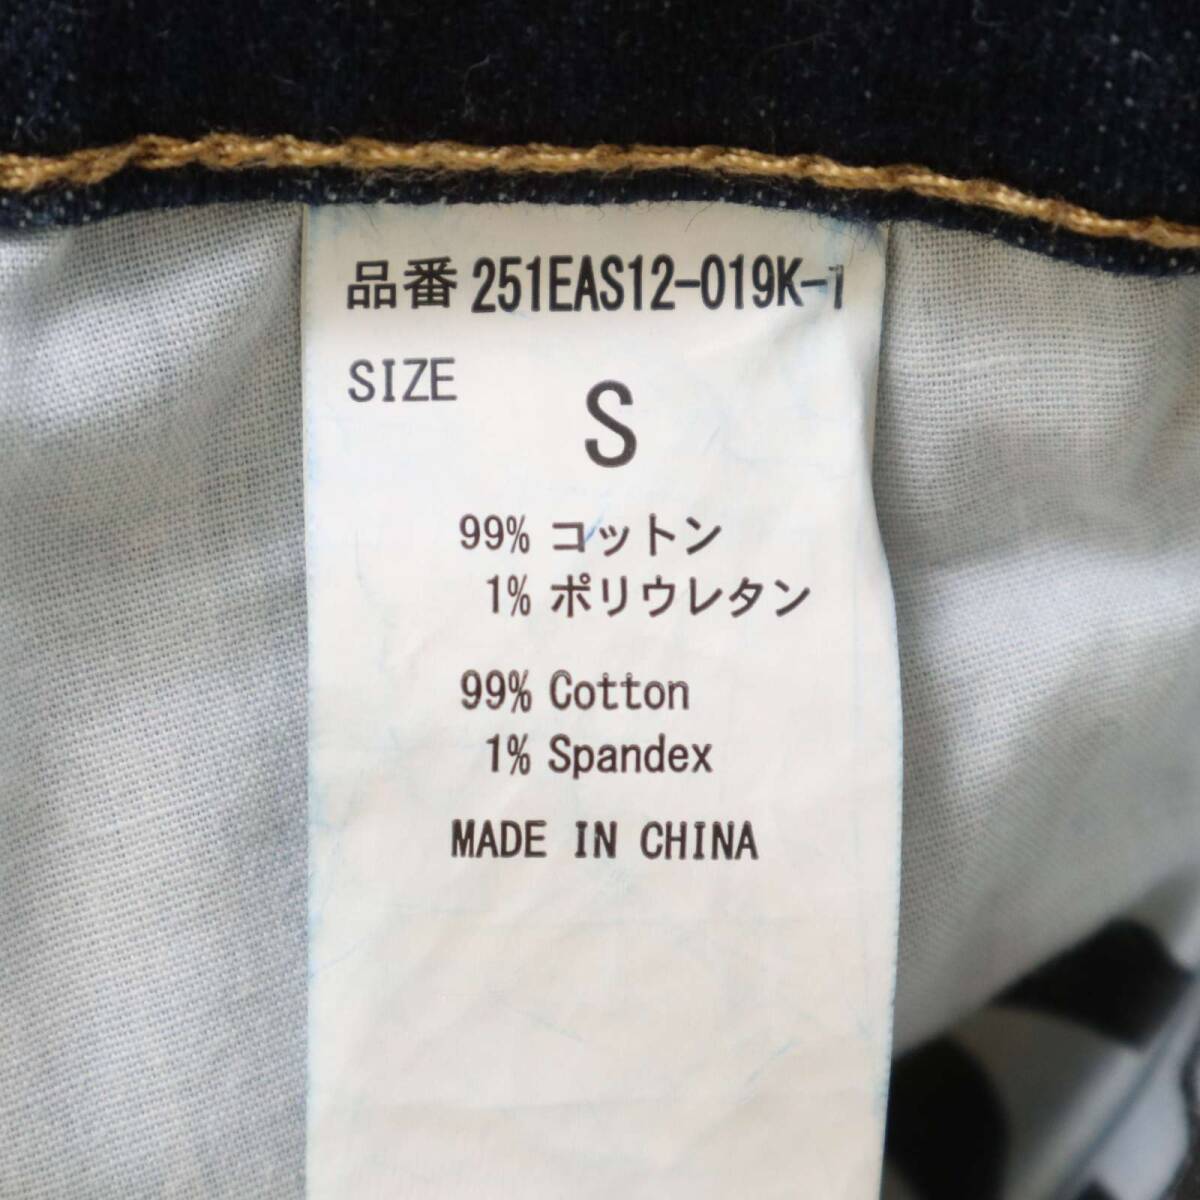 品番 251EAS12-019K-1
SIZE
S
99% コットン
1% ポリウレタン
99% Cotton
1% Spandex
MADE IN CHINA